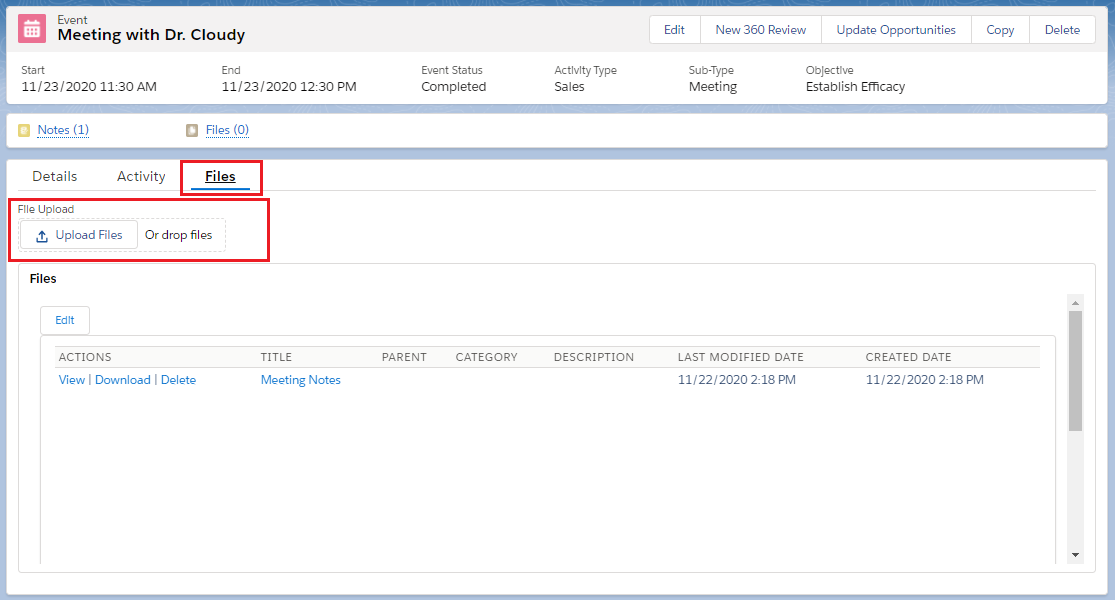 Event
Meeting with Dr. Cloudy
Edit New 360 Review Update Opportunities Copy Delete
Start End Event Status Activity Type Sub-Type Objective
11/23/2020 11:30 AM 11/23/2020 12:30 PM Completed Sales Meeting Establish Efficacy
Notes (1) Files (0)
Details Activity Files
File Upload
Upload Files Or drop files
Files
Edit
ACTIONS TITLE PARENT CATEGORY DESCRIPTION LAST MODIFIED DATE CREATED DATE
View | Download | Delete Meeting Notes 11/22/2020 2:18 PM 11/22/2020 2:18 PM